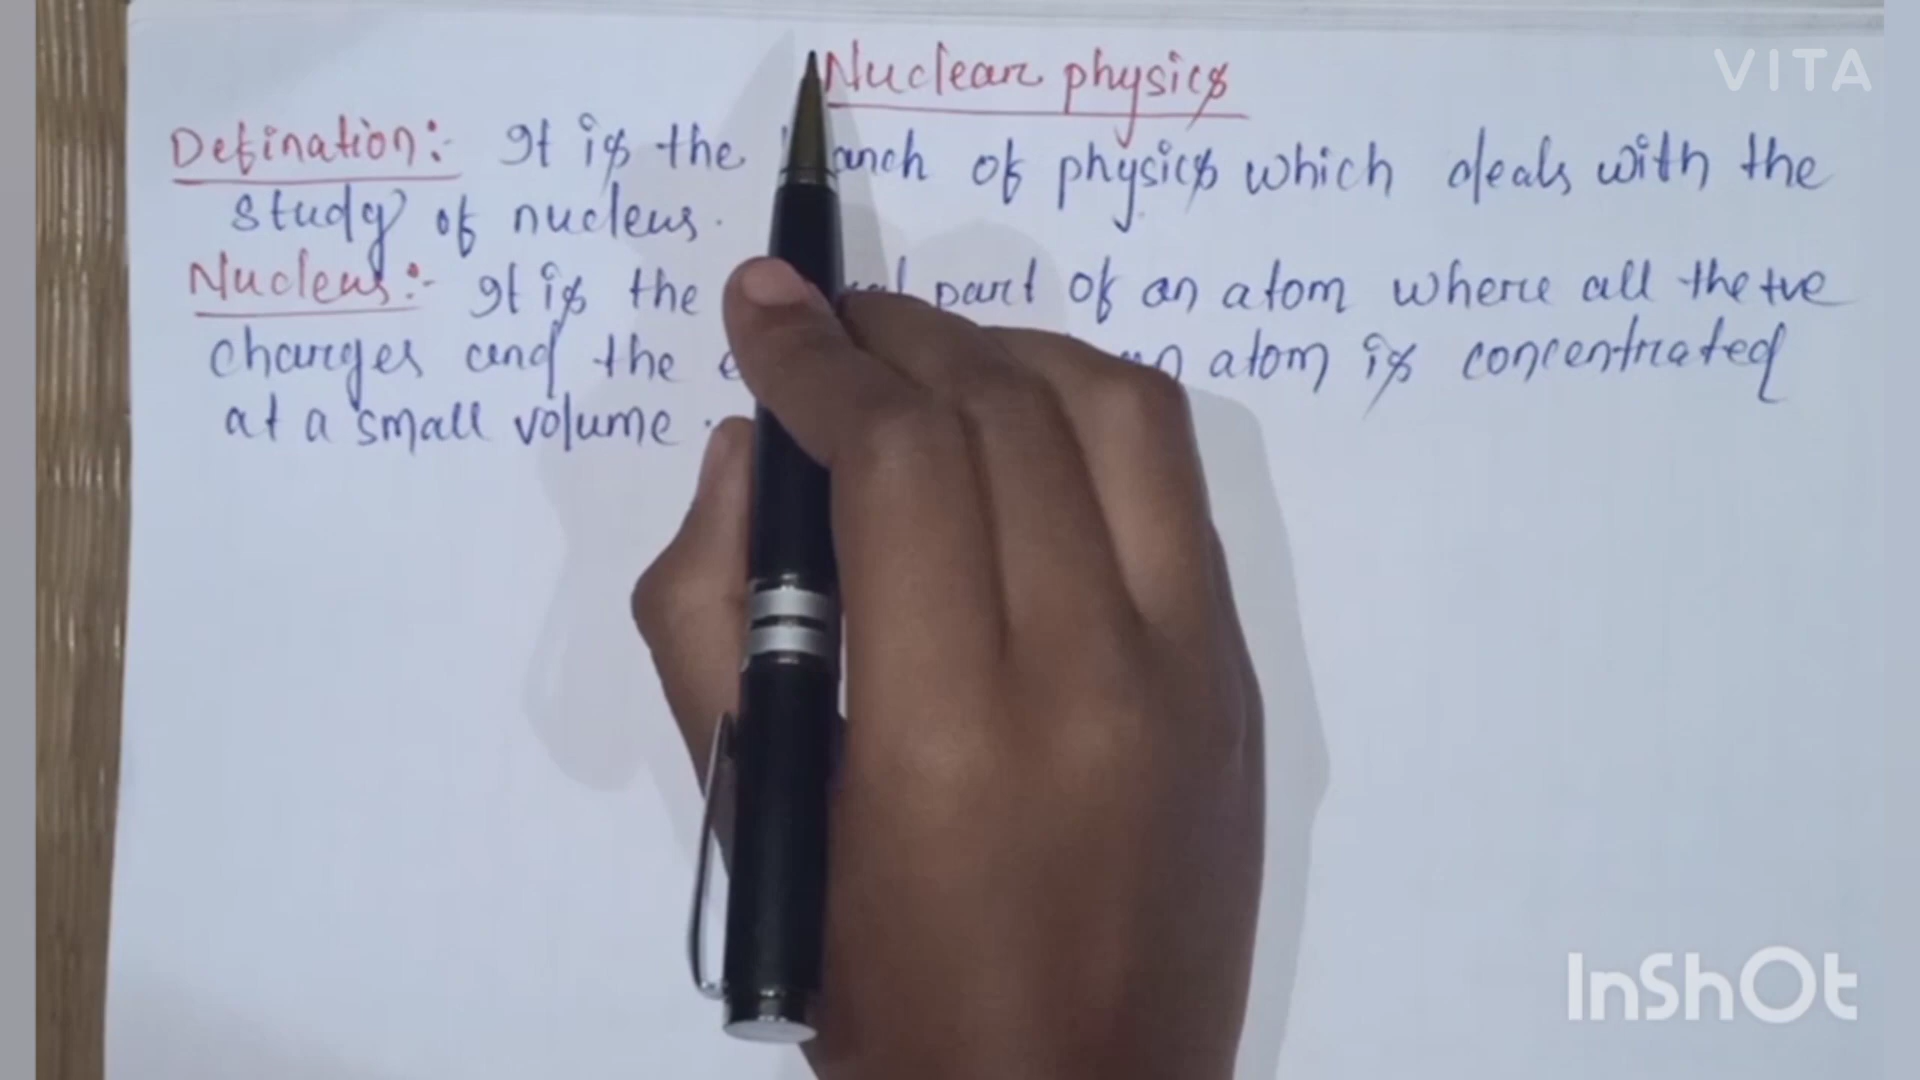 Nuclear physics
VITA
Defination:- It is the branch of physics which deals with the
study of nucleus.
Nucleus:- It is the part of an atom where all the +ve
charges and the an atom is concentrated
at a small volume.
InShOt